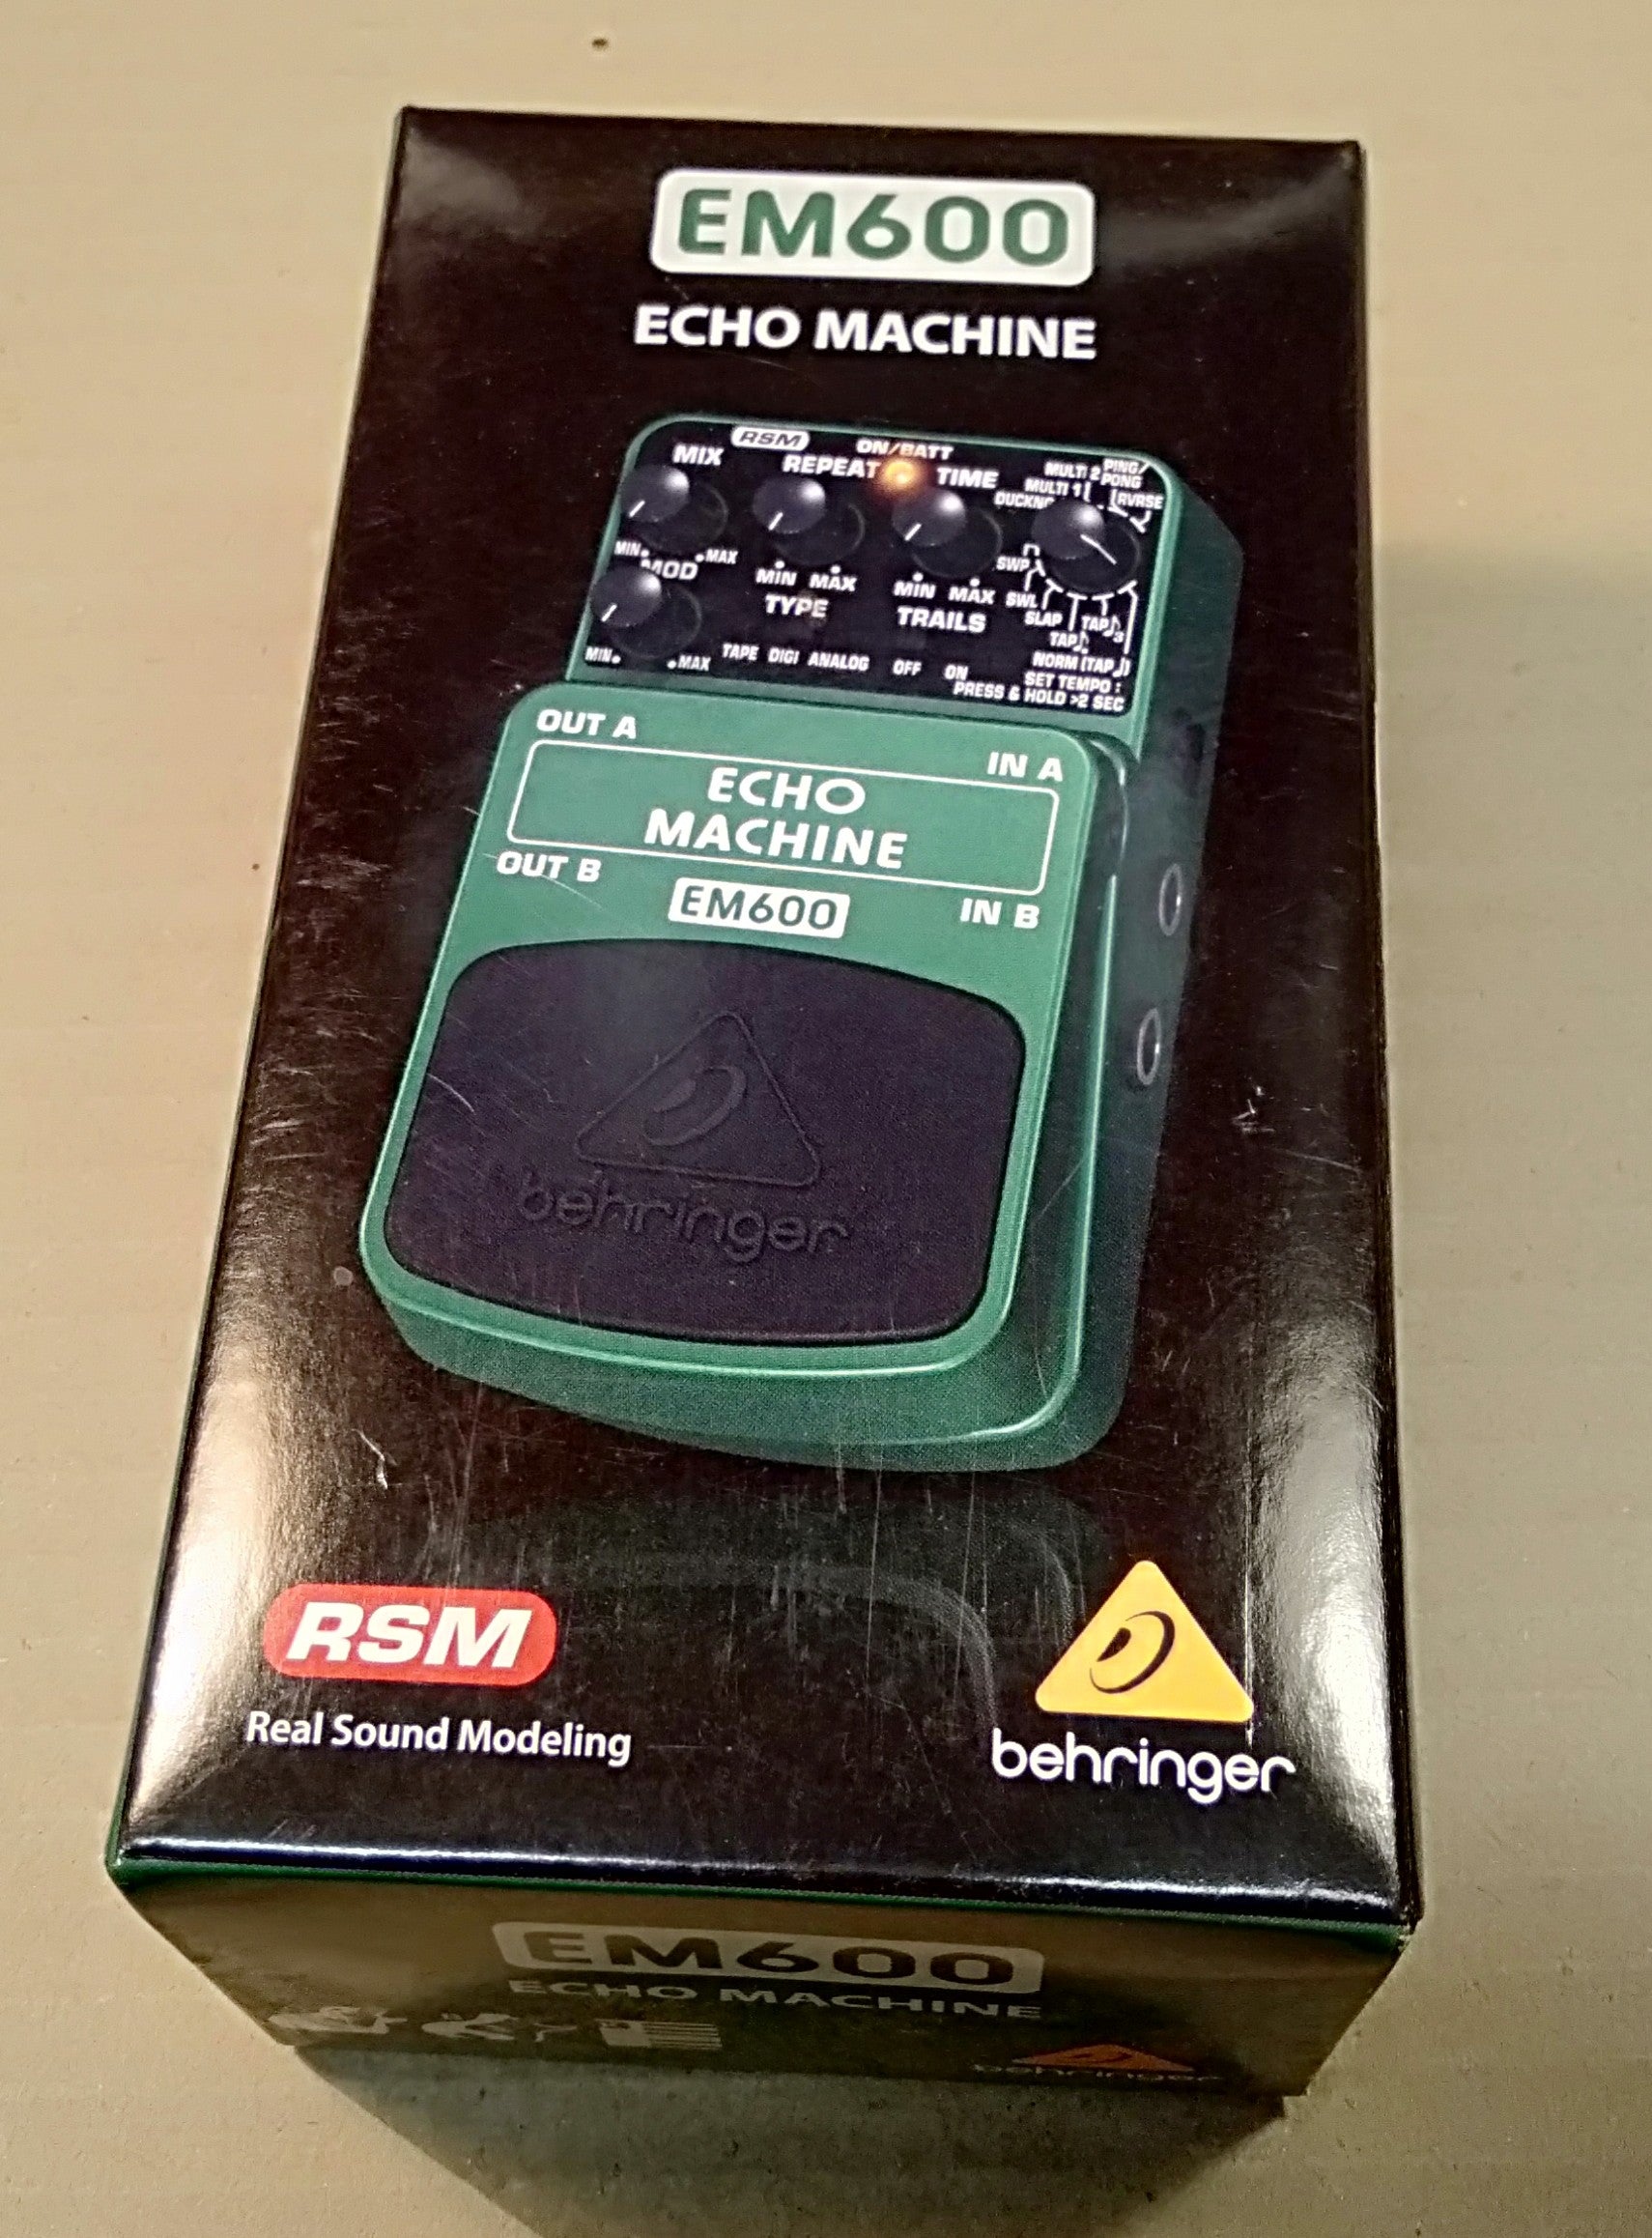 EM600
ECHO MACHINE
RSM
ON/BATT
MIX
REPEAT
TIME
MULTI 2
PING/
PONG
MULTI 1
DUCKNG
RVRSE
MIN
MAX
MOD
MIN MAX
MIN MAX
SWP
SWL
SLAP
TAP♪3
TAP♪
TYPE
TRAILS
MIN
MAX
TAPE DIGI ANALOG
OFF ON
NORM (TAP ♩)
SET TEMPO :
PRESS & HOLD >2 SEC
OUT A
IN A
ECHO
MACHINE
OUT B
IN B
EM600
behringer
RSM
Real Sound Modeling
behringer
EM600
ECHO MACHINE
behringer